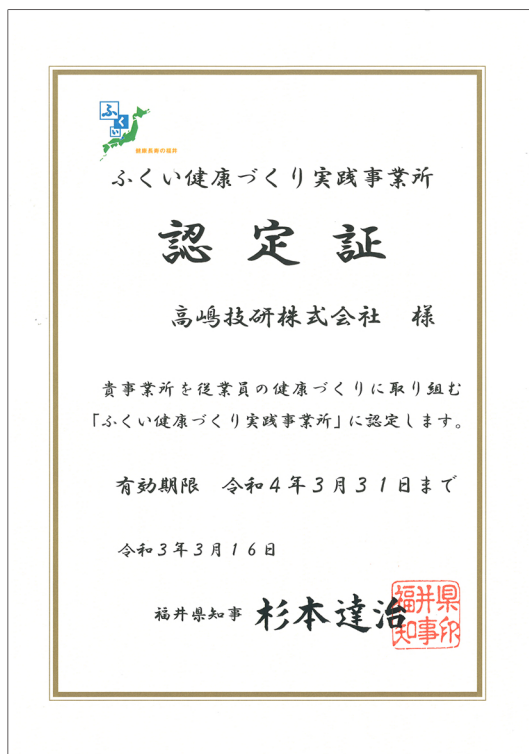 ふくい
健康長寿の福井
ふくい健康づくり実践事業所
認定証
高嶋技研株式会社 様
貴事業所を従業員の健康づくりに取り組む
「ふくい健康づくり実践事業所」に認定します。
有効期限 令和4年3月31日まで
令和3年3月16日
福井県知事 杉本達治
福井県
知事印